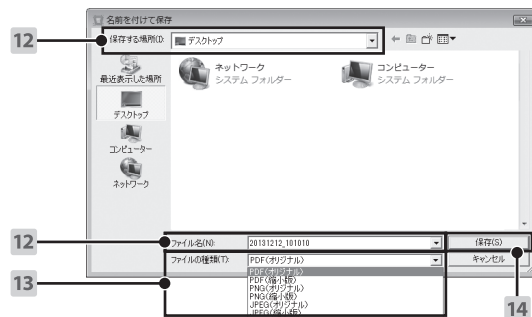 名前を付けて保存
12
保存する場所(I):
デスクトップ
最近表示した場所
デスクトップ
コンピューター
ネットワーク
ネットワーク
システム フォルダー
コンピューター
システム フォルダー
12
ファイル名(N):
20131212_101010
保存(S)
ファイルの種類(T):
PDF(オリジナル)
キャンセル
13
PDF(オリジナル)
PDF(縮小版)
PNG(オリジナル)
PNG(縮小版)
JPEG(オリジナル)
JPEG(縮小版)
14